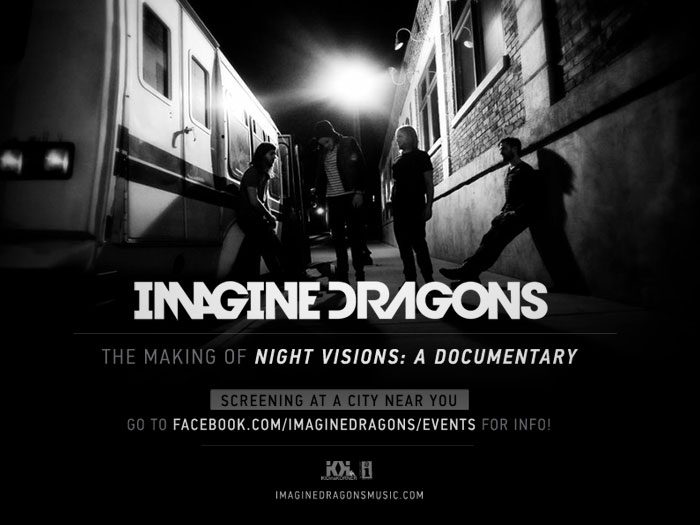 IMAGINE DRAGONS
THE MAKING OF NIGHT VISIONS: A DOCUMENTARY
SCREENING AT A CITY NEAR YOU
GO TO FACEBOOK.COM/IMAGINEDRAGONS/EVENTS FOR INFO!
KIDINAKORNER
IMAGINEDRAGONSMUSIC.COM